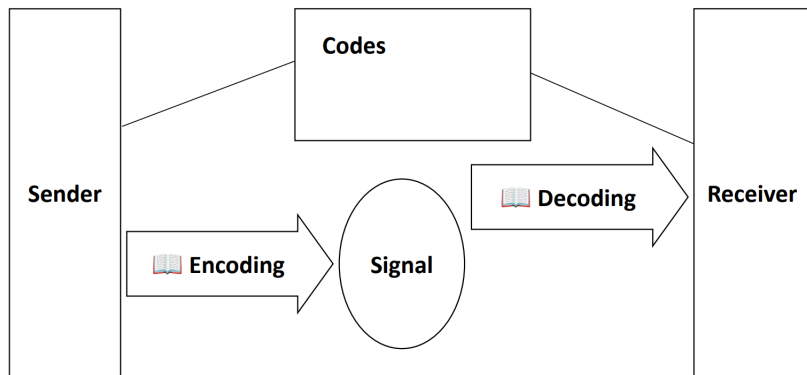 Codes
Sender
📖 Decoding
Receiver
📖 Encoding
Signal